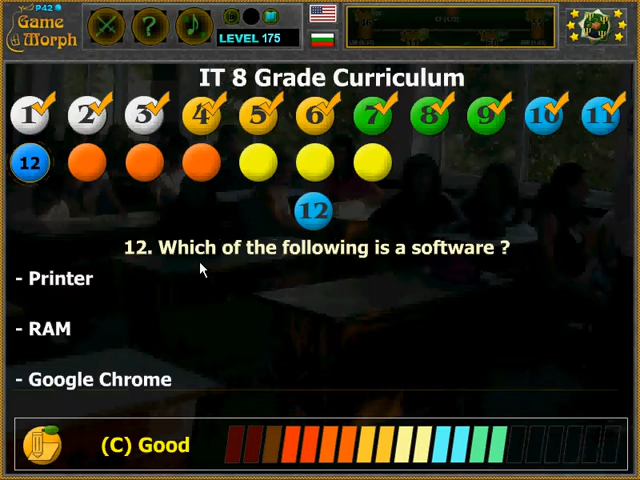 P42
Game
Morph
?
LEVEL 175
IT 8 Grade Curriculum
1 2 3 4 5 6 7 8 9 10 11
12
12
12. Which of the following is a software ?
- Printer
- RAM
- Google Chrome
(C) Good